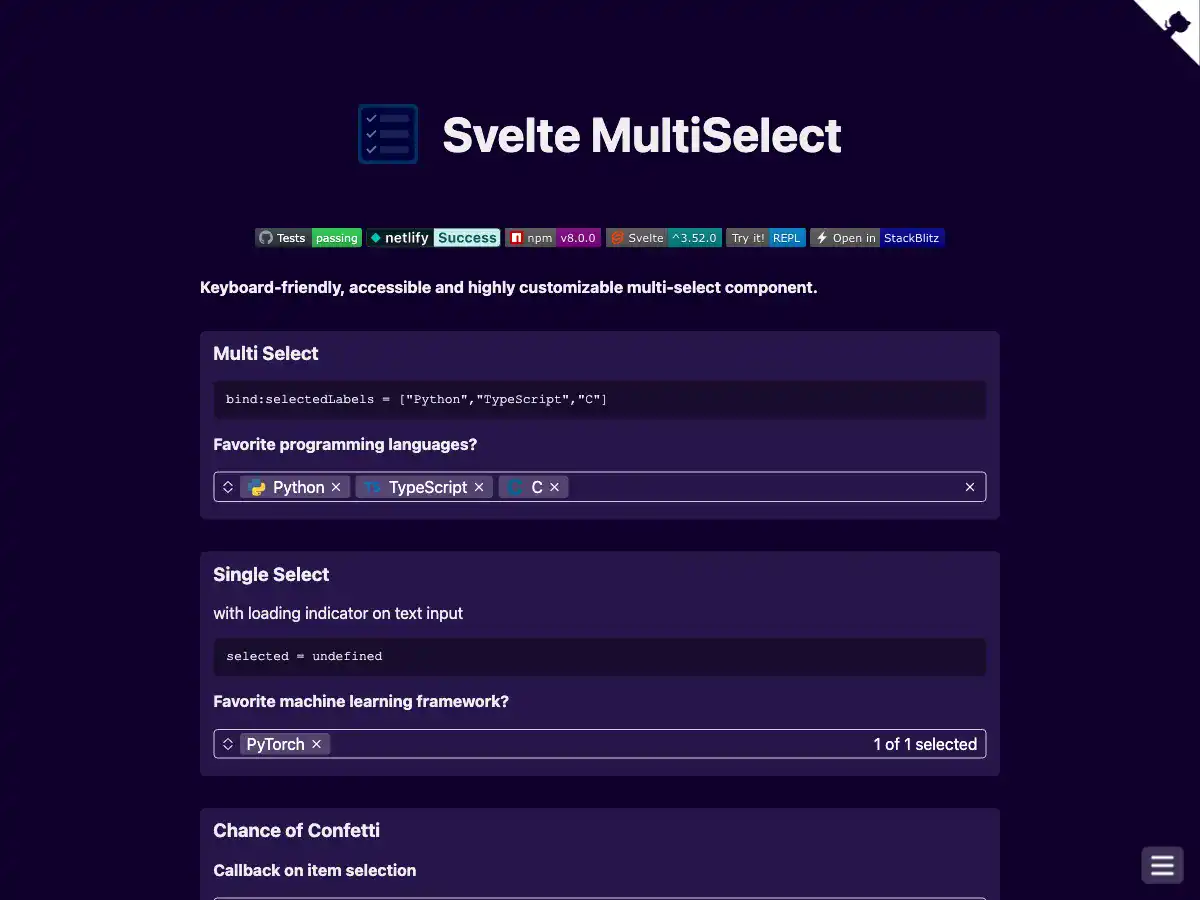 Svelte MultiSelect
Tests passing netlify Success npm v8.0.0 Svelte ^3.52.0 Try it! REPL Open in StackBlitz
Keyboard-friendly, accessible and highly customizable multi-select component.
Multi Select
bind:selectedLabels = ["Python","TypeScript","C"]
Favorite programming languages?
Python × TS TypeScript × C C × ×
Single Select
with loading indicator on text input
selected = undefined
Favorite machine learning framework?
PyTorch × 1 of 1 selected
Chance of Confetti
Callback on item selection